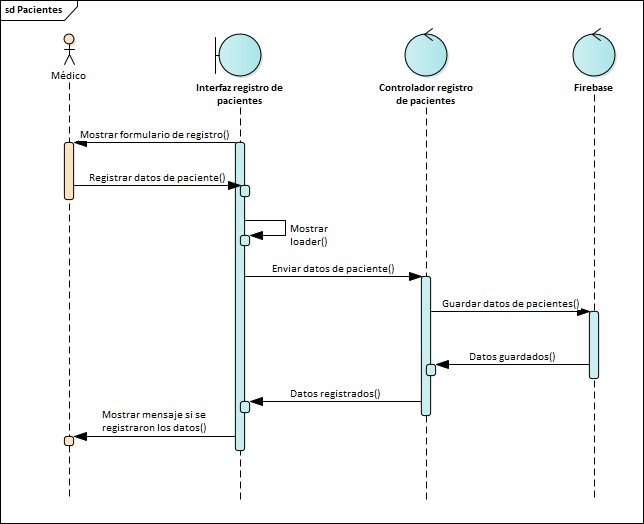 sd Pacientes
Médico
Interfaz registro de
pacientes
Controlador registro
de pacientes
Firebase
Mostrar formulario de registro()
Registrar datos de paciente()
Mostrar
loader()
Enviar datos de paciente()
Guardar datos de pacientes()
Datos guardados()
Datos registrados()
Mostrar mensaje si se
registraron los datos()